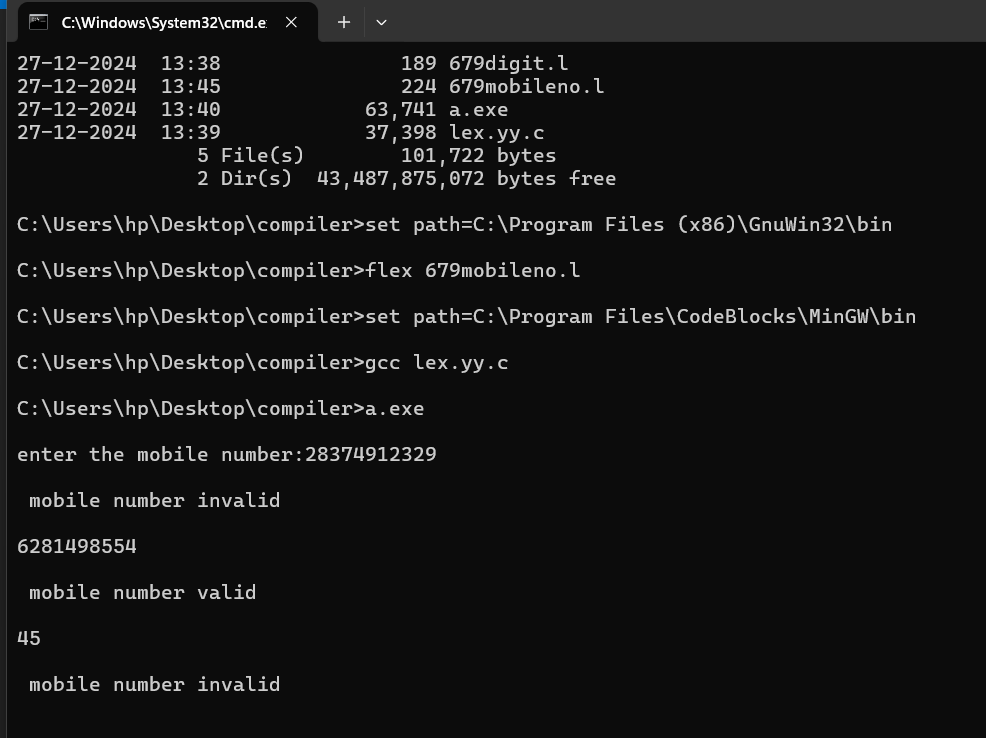 C:\Windows\System32\cmd.e
27-12-2024  13:38               189 679digit.l
27-12-2024  13:45               224 679mobileno.l
27-12-2024  13:40            63,741 a.exe
27-12-2024  13:39            37,398 lex.yy.c
               5 File(s)        101,722 bytes
               2 Dir(s)  43,487,875,072 bytes free
C:\Users\hp\Desktop\compiler>set path=C:\Program Files (x86)\GnuWin32\bin
C:\Users\hp\Desktop\compiler>flex 679mobileno.l
C:\Users\hp\Desktop\compiler>set path=C:\Program Files\CodeBlocks\MinGW\bin
C:\Users\hp\Desktop\compiler>gcc lex.yy.c
C:\Users\hp\Desktop\compiler>a.exe
enter the mobile number:28374912329
 mobile number invalid
6281498554
 mobile number valid
45
 mobile number invalid